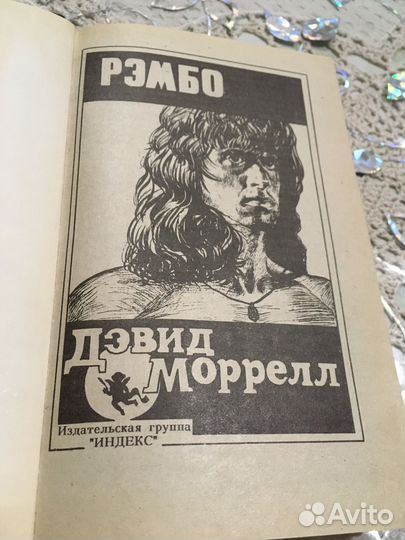 РЭМБО
Дэвид
Моррелл
Издательская группа
"ИНДЕКС"
Avito